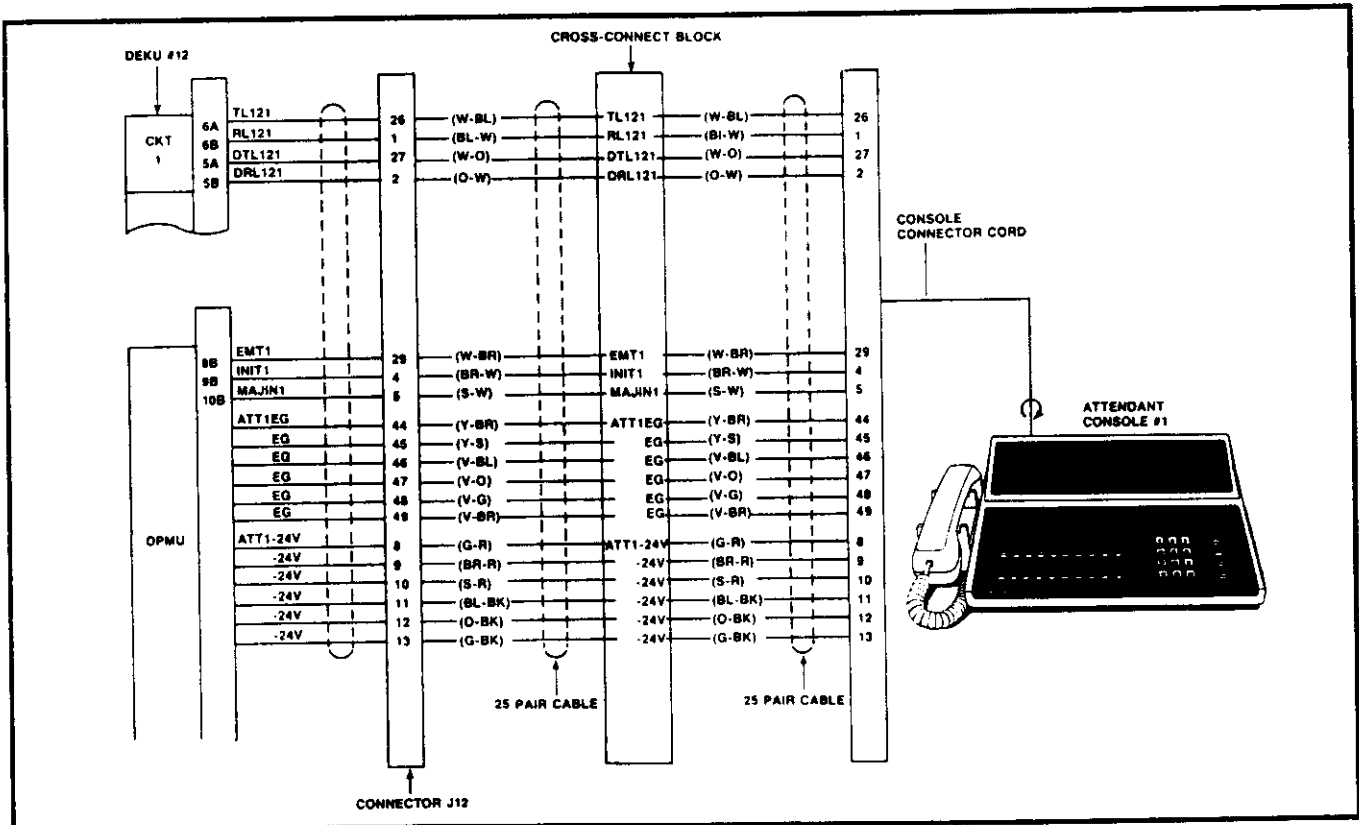 CROSS-CONNECT BLOCK
DEKU #12
CKT 1
6A TL121 26 (W-BL) TL121 (W-BL) 26
6B RL121 1 (BL-W) RL121 (BI-W) 1
5A DTL121 27 (W-O) DTL121 (W-O) 27
5B DRL121 2 (O-W) DRL121 (O-W) 2
CONSOLE
CONNECTOR CORD
8B EMT1 29 (W-BR) EMT1 (W-BR) 29
9B INIT1 4 (BR-W) INIT1 (BR-W) 4
10B MAJIN1 5 (S-W) MAJIN1 (S-W) 5
ATT1EG 44 (Y-BR) ATT1EG (Y-BR) 44
EG 45 (Y-S) EG (Y-S) 45
EG 46 (V-BL) EG (V-BL) 46
EG 47 (V-O) EG (V-O) 47
EG 48 (V-G) EG (V-G) 48
EG 49 (V-BR) EG (V-BR) 49
OPMU
ATT1-24V 8 (G-R) ATT1-24V (G-R) 8
-24V 9 (BR-R) -24V (BR-R) 9
-24V 10 (S-R) -24V (S-R) 10
-24V 11 (BL-BK) -24V (BL-BK) 11
-24V 12 (O-BK) -24V (O-BK) 12
-24V 13 (G-BK) -24V (G-BK) 13
ATTENDANT
CONSOLE #1
25 PAIR CABLE
25 PAIR CABLE
CONNECTOR J12